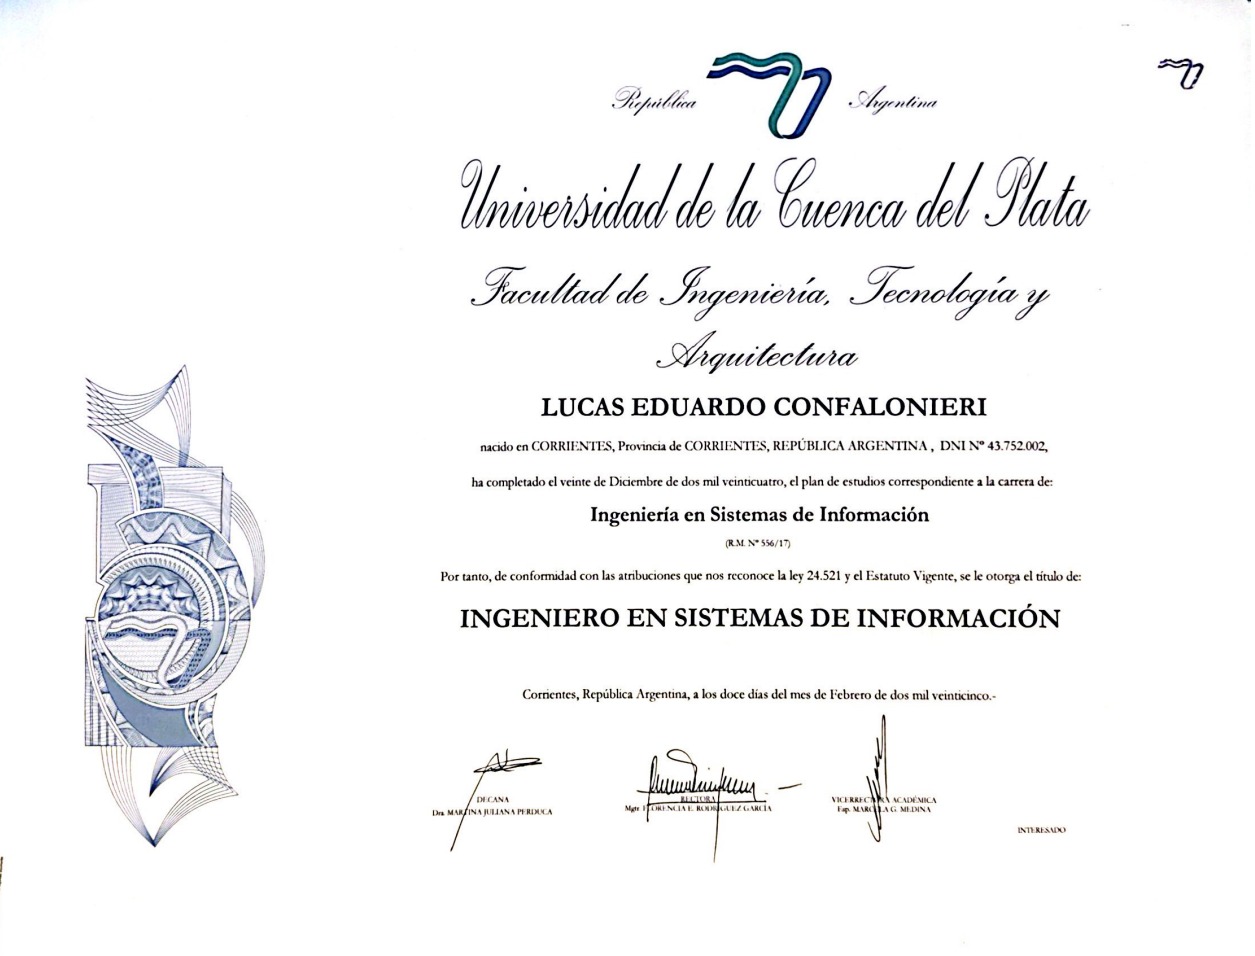 República Argentina
Universidad de la Cuenca del Plata
Facultad de Ingeniería, Tecnología y
Arquitectura
LUCAS EDUARDO CONFALONIERI
nacido en CORRIENTES, Provincia de CORRIENTES, REPÚBLICA ARGENTINA , DNI Nº 43.752.002,
ha completado el veinte de Diciembre de dos mil veinticuatro, el plan de estudios correspondiente a la carrera de:
Ingeniería en Sistemas de Información
(R.M. Nº 556/17)
Por tanto, de conformidad con las atribuciones que nos reconoce la ley 24.521 y el Estatuto Vigente, se le otorga el título de:
INGENIERO EN SISTEMAS DE INFORMACIÓN
Corrientes, República Argentina, a los doce días del mes de Febrero de dos mil veinticinco.-
DECANA
Dra. MARTINA JULIANA PERDUCA
RECTORA
Mgtr. FLORENCIA E. RODRIGUEZ GARCÍA
VICERRECTORA ACADÉMICA
Esp. MARCELA G. MEDINA
INTERESADO